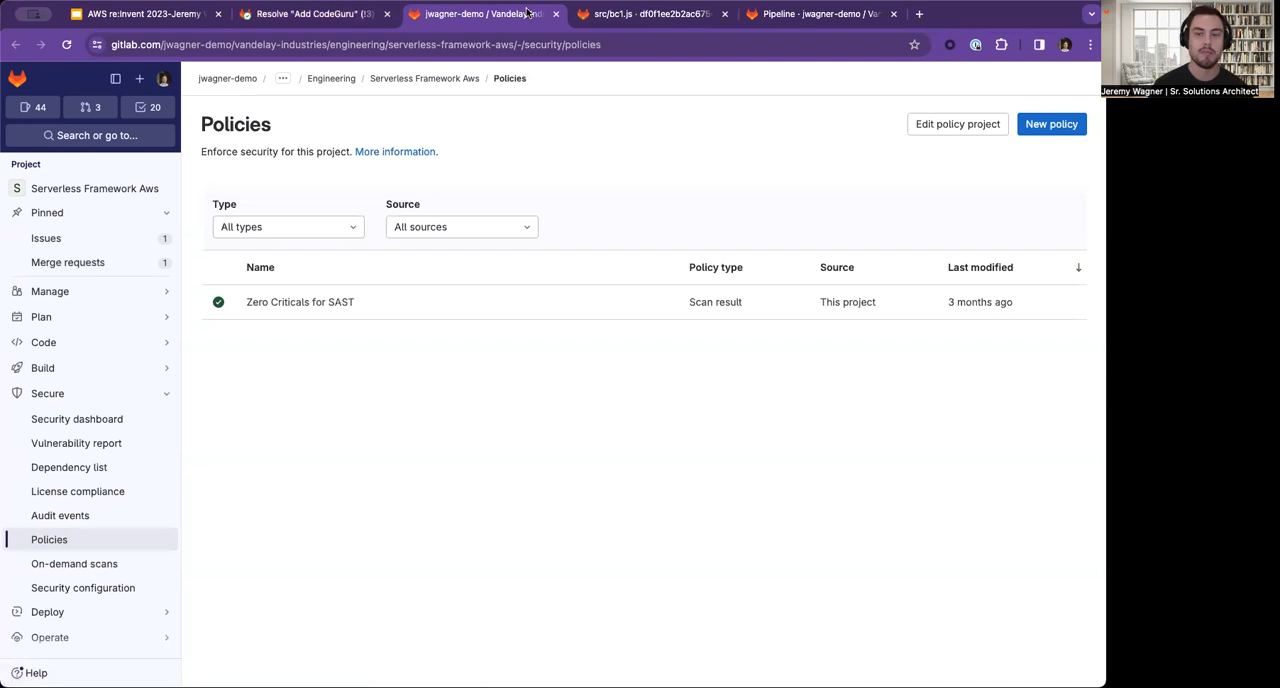 AWS re:Invent 2023-Jeremy
Resolve "Add CodeGuru" (!3)
jwagner-demo / Vandelay
src/bc1.js · df0f1ee2b2ac675
Pipeline · jwagner-demo / Va
gitlab.com/jwagner-demo/vandelay-industries/engineering/serverless-framework-aws/-/security/policies
Jeremy Wagner | Sr. Solutions Architect
44
3
20
Search or go to...
Project
S Serverless Framework Aws
Pinned
Issues 1
Merge requests 1
Manage
Plan
Code
Build
Secure
Security dashboard
Vulnerability report
Dependency list
License compliance
Audit events
Policies
On-demand scans
Security configuration
Deploy
Operate
Help
jwagner-demo / ... / Engineering / Serverless Framework Aws / Policies
Policies
Edit policy project
New policy
Enforce security for this project. More information.
Type
All types
Source
All sources
Name Policy type Source Last modified
Zero Criticals for SAST Scan result This project 3 months ago